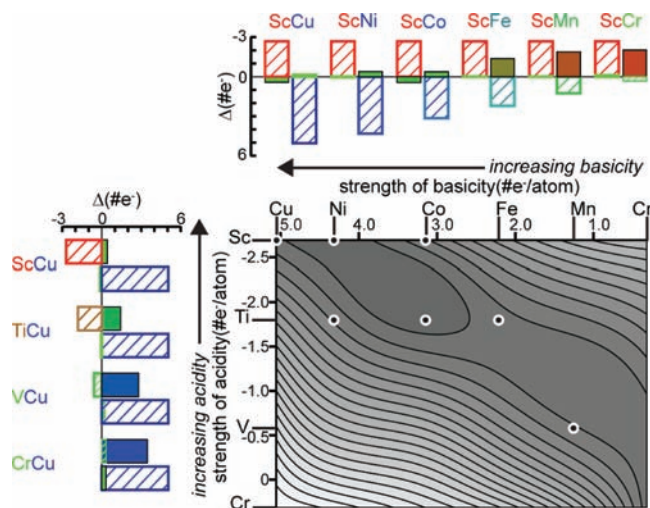 ScCu ScNi ScCo ScFe ScMn ScCr
-3
0
6
Δ(#e-)
increasing basicity
strength of basicity(#e-/atom)
Cu Ni Co Fe Mn Cr
5.0 4.0 3.0 2.0 1.0
Δ(#e-)
-3 0 6
ScCu
TiCu
VCu
CrCu
increasing acidity
strength of acidity(#e-/atom)
Sc
-2.5
-2.0
Ti
-1.5
-1.0
V
-0.5
0
Cr